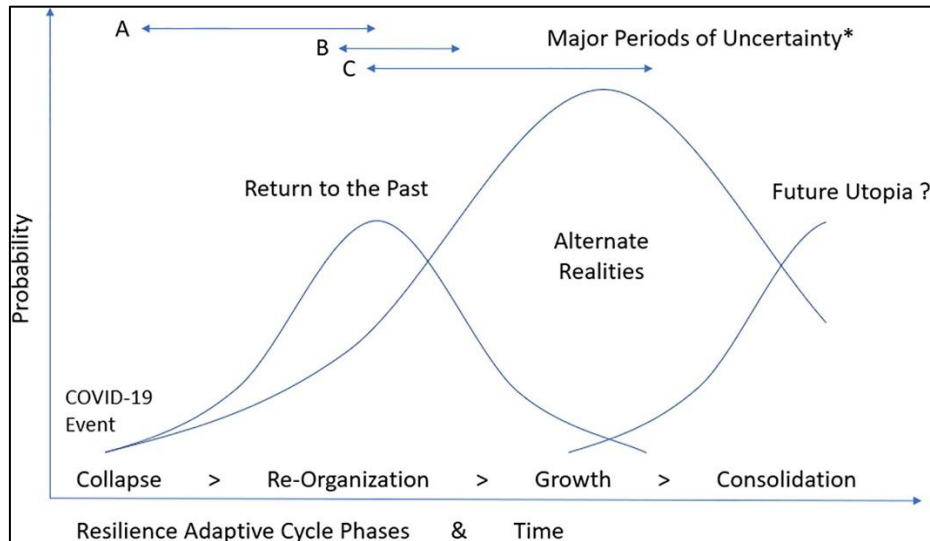 A
B
C
Major Periods of Uncertainty*
Return to the Past
Future Utopia ?
Alternate
Realities
Probability
COVID-19
Event
Collapse > Re-Organization > Growth > Consolidation
Resilience Adaptive Cycle Phases & Time